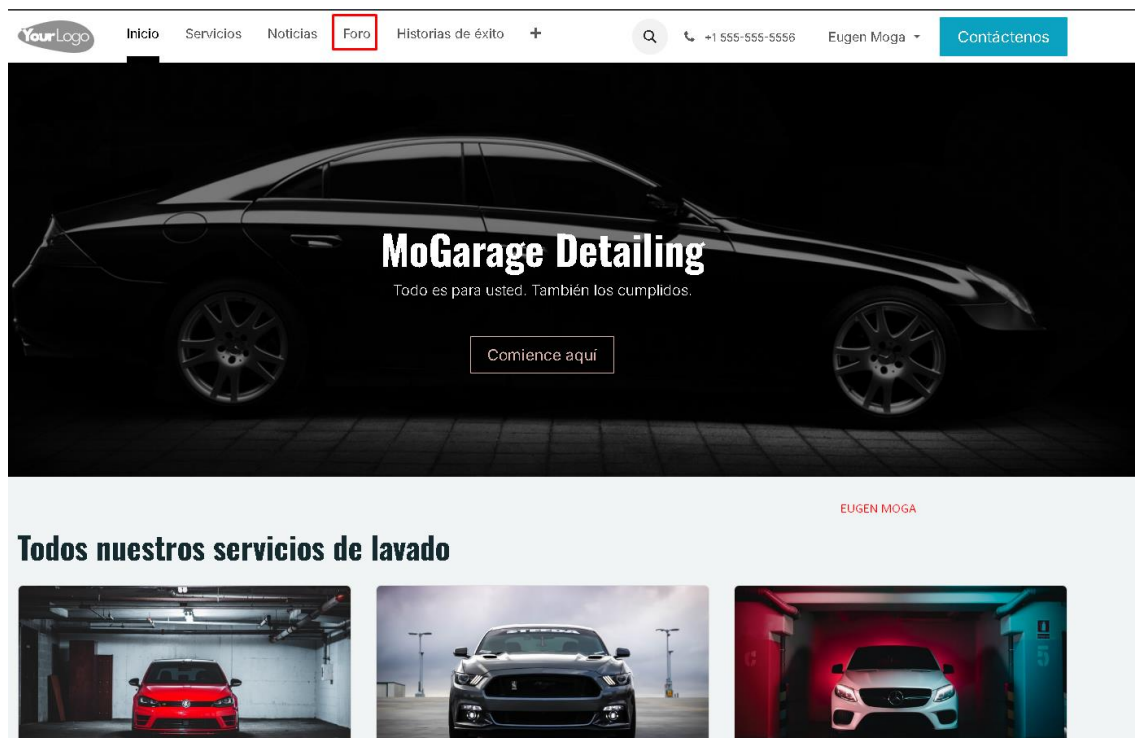 YourLogo Inicio Servicios Noticias Foro Historias de éxito + +1 555-555-5556 Eugen Moga Contáctenos
MoGarage Detailing
Todo es para usted. También los cumplidos.
Comience aquí
EUGEN MOGA
Todos nuestros servicios de lavado
C
5